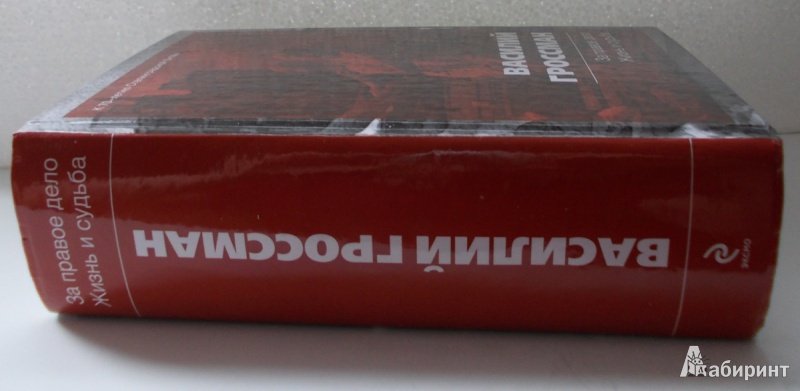 ВАСИЛИЙ
ГРОССМАН
За правое дело
Жизнь и судьба
ВАСИЛИЙ ГРОССМАН
эксмо
Лабиринт